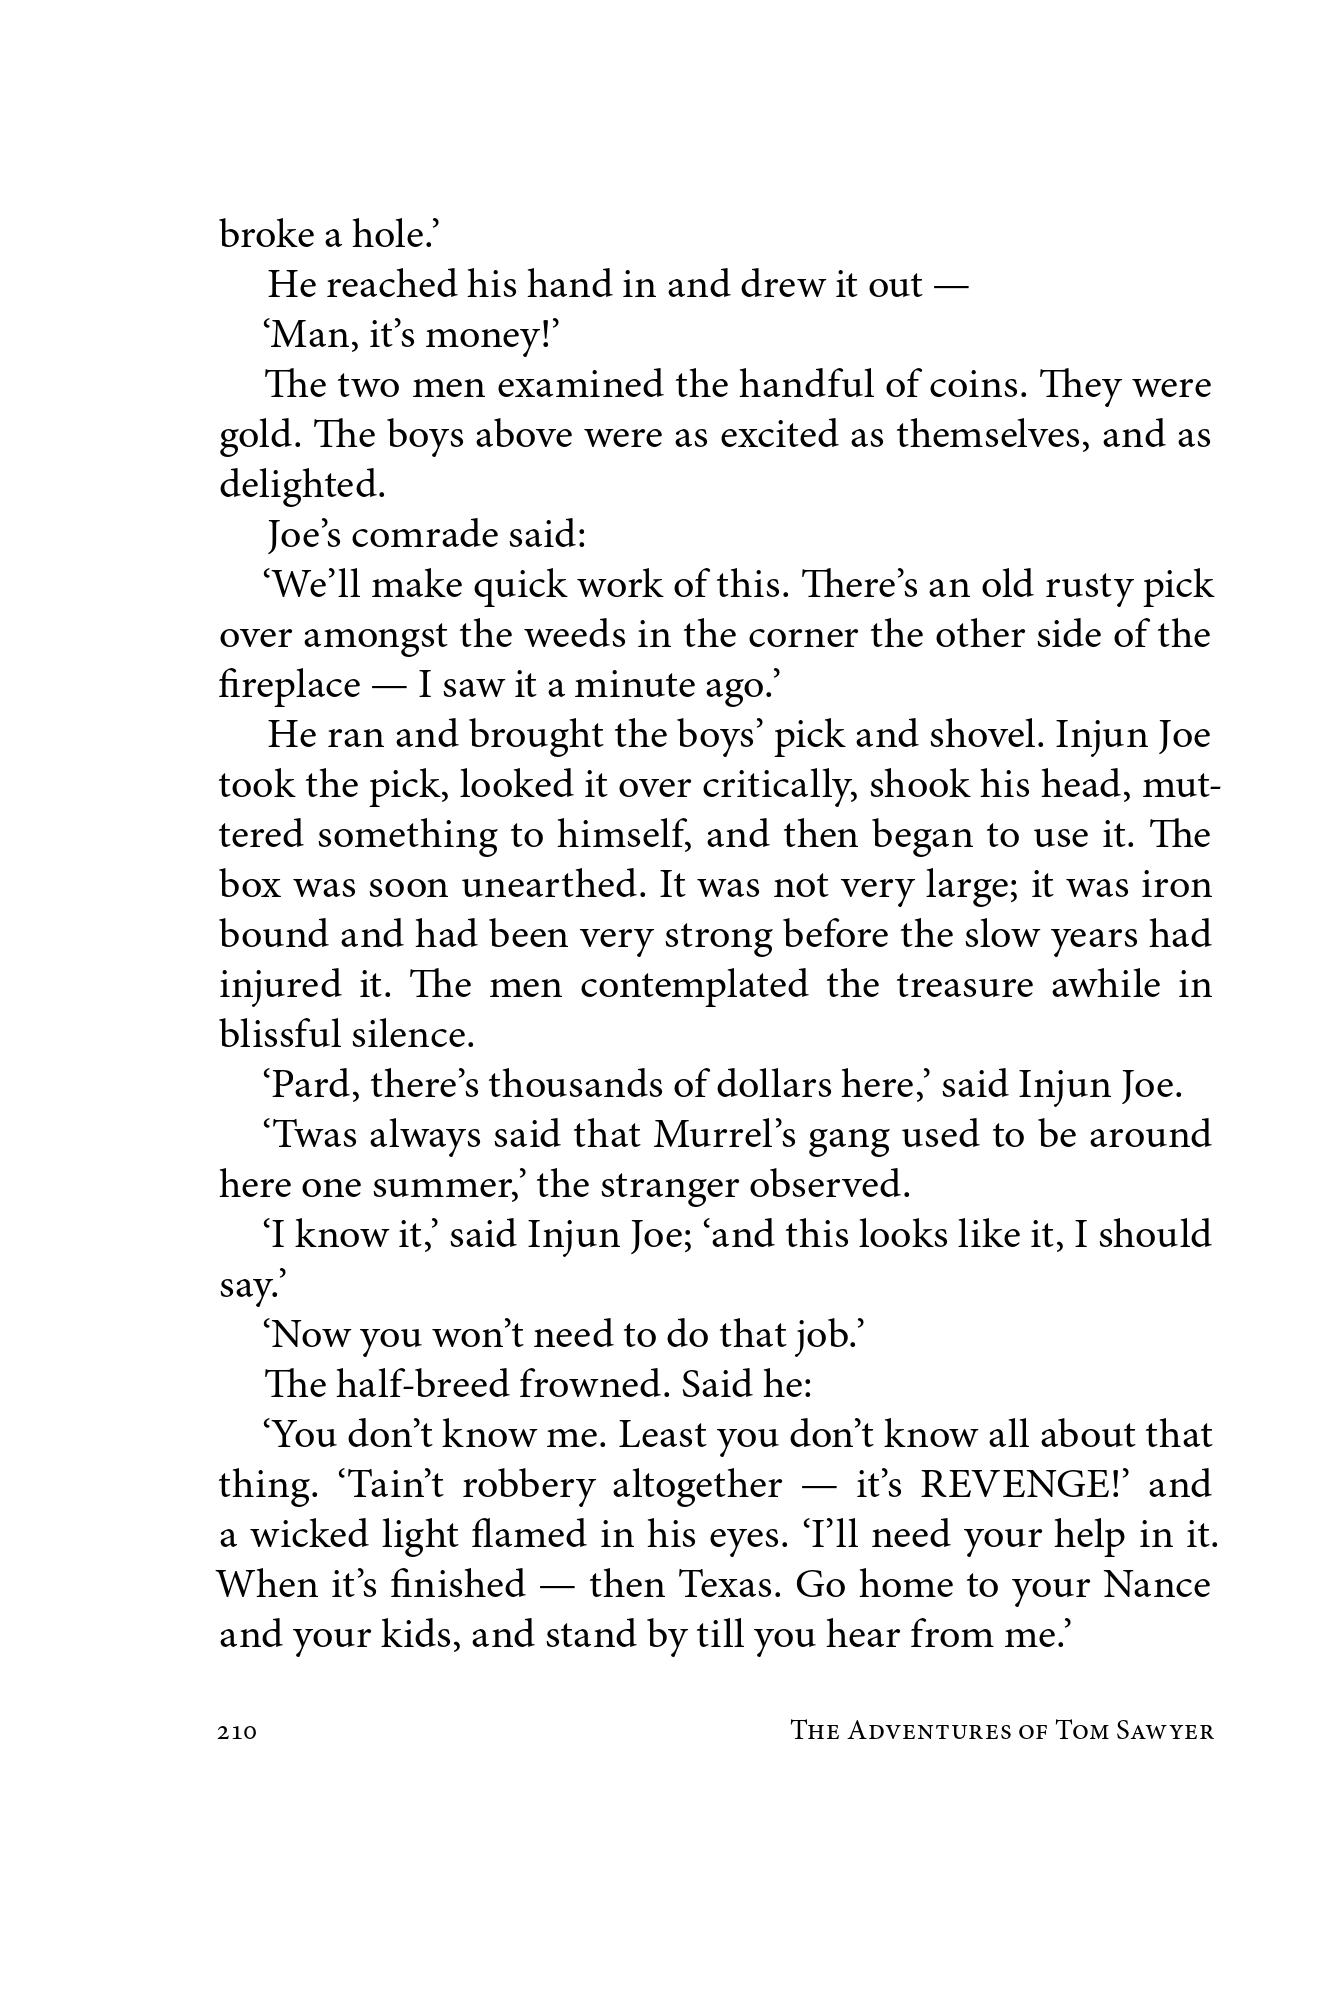 broke a hole.’
He reached his hand in and drew it out —
‘Man, it’s money!’
The two men examined the handful of coins. They were
gold. The boys above were as excited as themselves, and as
delighted.
Joe’s comrade said:
‘We’ll make quick work of this. There’s an old rusty pick
over amongst the weeds in the corner the other side of the
fireplace — I saw it a minute ago.’
He ran and brought the boys’ pick and shovel. Injun Joe
took the pick, looked it over critically, shook his head, mut-
tered something to himself, and then began to use it. The
box was soon unearthed. It was not very large; it was iron
bound and had been very strong before the slow years had
injured it. The men contemplated the treasure awhile in
blissful silence.
‘Pard, there’s thousands of dollars here,’ said Injun Joe.
‘Twas always said that Murrel’s gang used to be around
here one summer,’ the stranger observed.
‘I know it,’ said Injun Joe; ‘and this looks like it, I should
say.’
‘Now you won’t need to do that job.’
The half-breed frowned. Said he:
‘You don’t know me. Least you don’t know all about that
thing. ‘Tain’t robbery altogether — it’s REVENGE!’ and
a wicked light flamed in his eyes. ‘I’ll need your help in it.
When it’s finished — then Texas. Go home to your Nance
and your kids, and stand by till you hear from me.’
210 The Adventures of Tom Sawyer